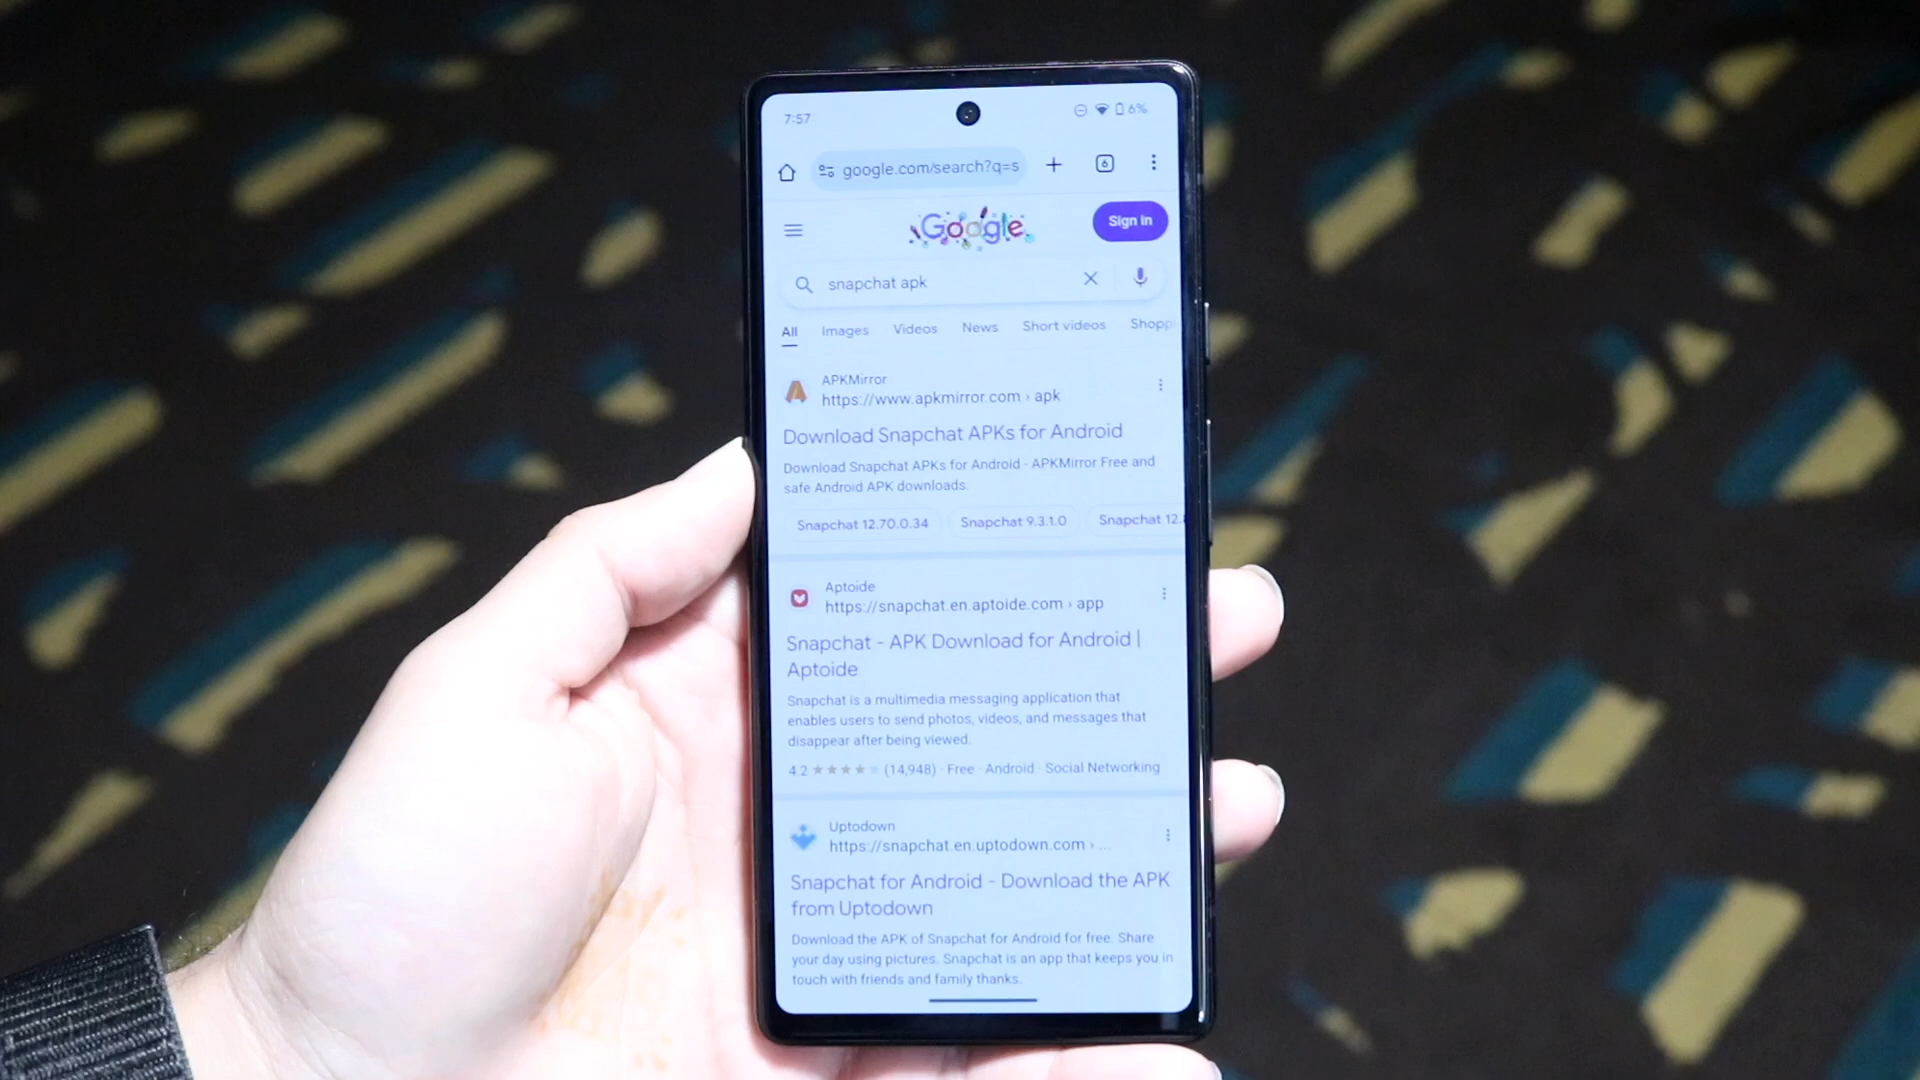 7:57 6%
google.com/search?q=s 6
Google Sign in
snapchat apk
All Images Videos News Short videos Shopp
APKMirror
https://www.apkmirror.com › apk
Download Snapchat APKs for Android
Download Snapchat APKs for Android - APKMirror Free and
safe Android APK downloads.
Snapchat 12.70.0.34 Snapchat 9.3.1.0 Snapchat 12.
Aptoide
https://snapchat.en.aptoide.com › app
Snapchat - APK Download for Android |
Aptoide
Snapchat is a multimedia messaging application that
enables users to send photos, videos, and messages that
disappear after being viewed.
4.2 ★★★★★ (14,948) · Free · Android · Social Networking
Uptodown
https://snapchat.en.uptodown.com › ...
Snapchat for Android - Download the APK
from Uptodown
Download the APK of Snapchat for Android for free. Share
your day using pictures. Snapchat is an app that keeps you in
touch with friends and family thanks.